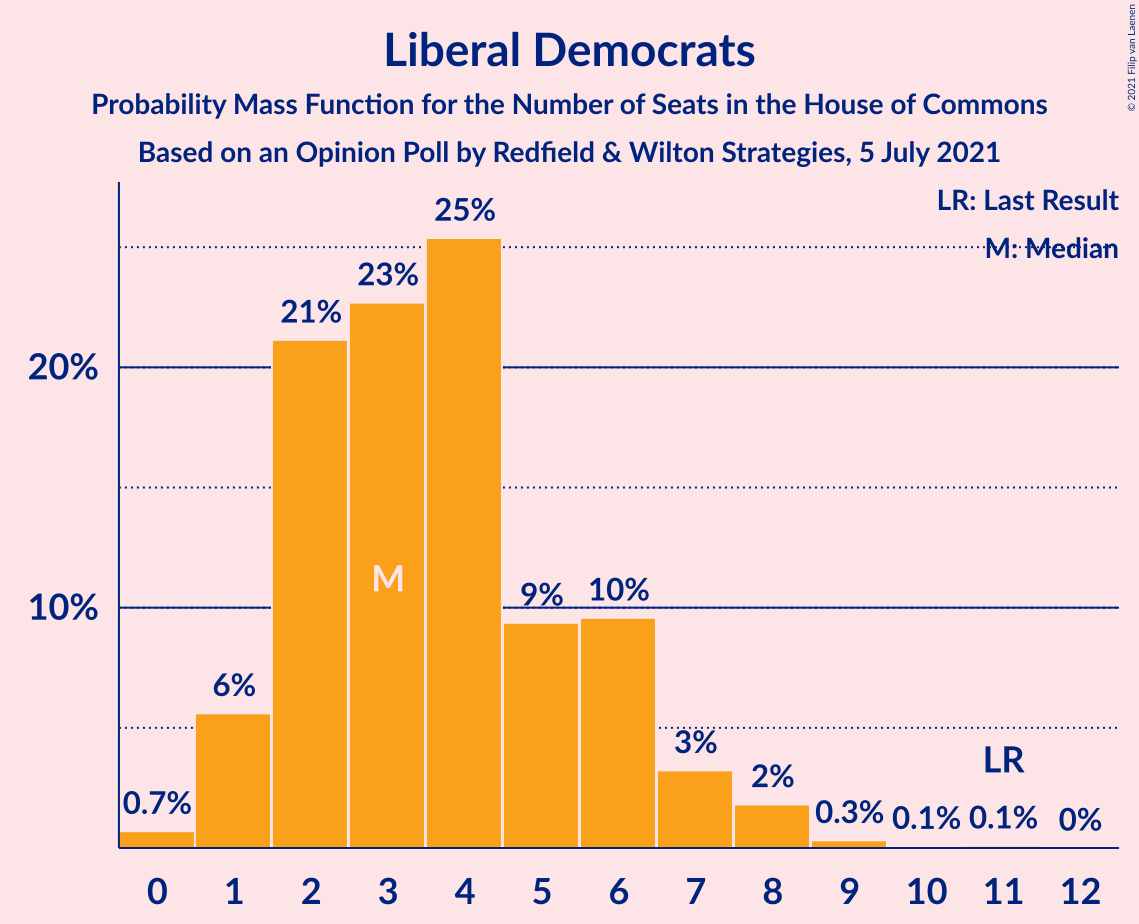 © 2021 Filip van Laenen
Liberal Democrats
Probability Mass Function for the Number of Seats in the House of Commons
Based on an Opinion Poll by Redfield & Wilton Strategies, 5 July 2021
LR: Last Result
M: Median
25%
23%
21%
20%
M
9%
10%
10%
6%
3%
LR
2%
0.7%
0.3%
0.1%
0.1%
0%
0 1 2 3 4 5 6 7 8 9 10 11 12